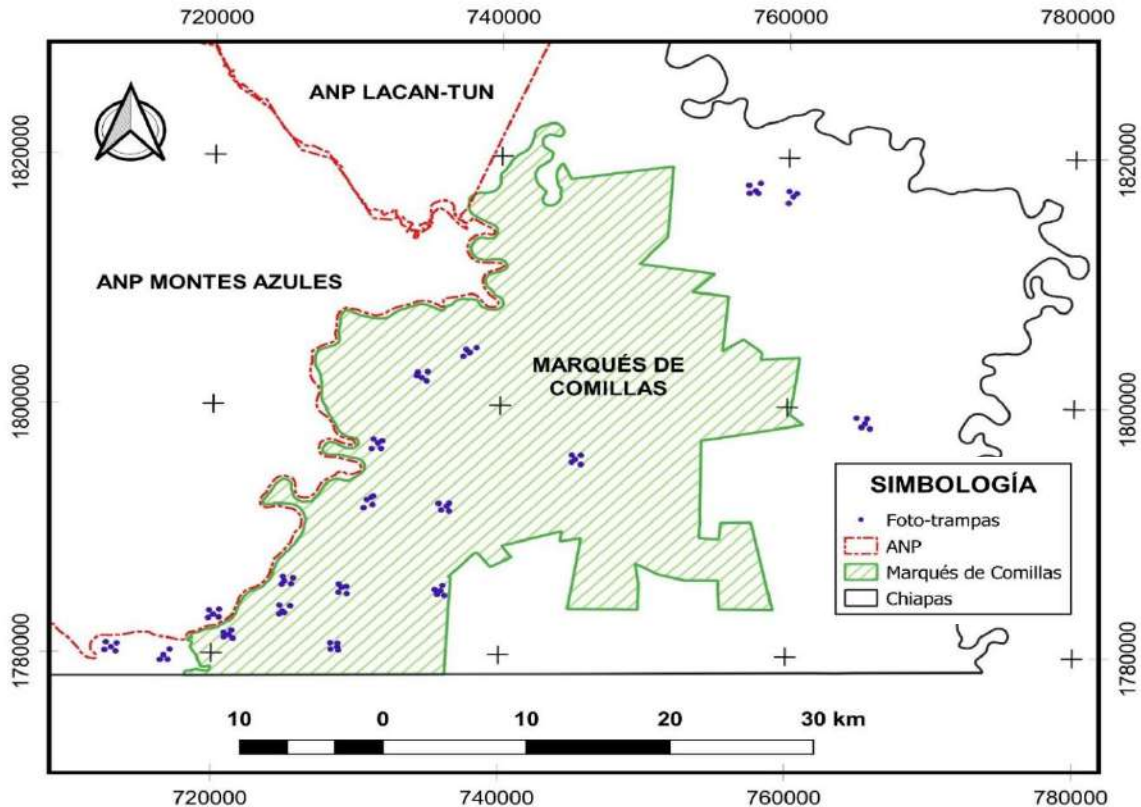 720000 740000 760000 780000
ANP LACAN-TUN
1820000 1820000
ANP MONTES AZULES
MARQUÉS DE
COMILLAS
1800000 1800000
SIMBOLOGÍA
Foto-trampas
ANP
Marqués de Comillas
Chiapas
1780000 1780000
10 0 10 20 30 km
720000 740000 760000 780000